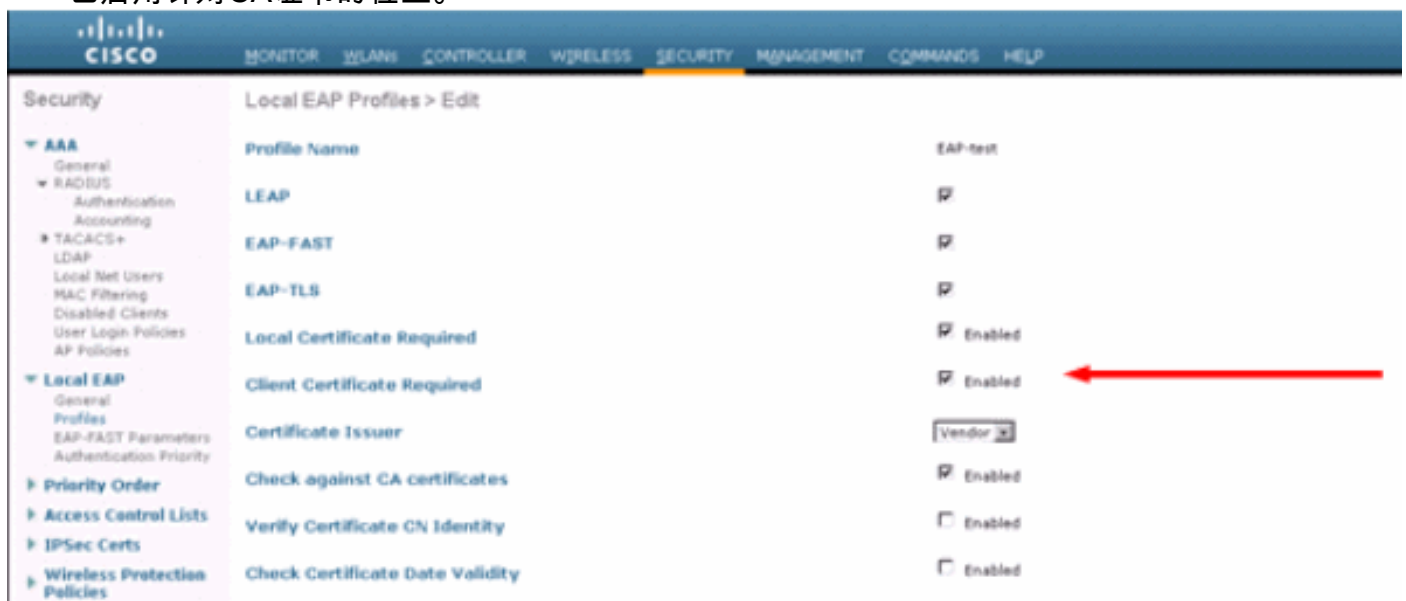 CISCO
MONITOR WLANs CONTROLLER WIRELESS SECURITY MANAGEMENT COMMANDS HELP
Security
AAA
General
RADIUS
Authentication
Accounting
TACACS+
LDAP
Local Net Users
MAC Filtering
Disabled Clients
User Login Policies
AP Policies
Local EAP
General
Profiles
EAP-FAST Parameters
Authentication Priority
Priority Order
Access Control Lists
IPSec Certs
Wireless Protection
Policies
Local EAP Profiles > Edit
Profile Name EAP-test
LEAP
EAP-FAST
EAP-TLS
Local Certificate Required Enabled
Client Certificate Required Enabled
Certificate Issuer Vendor
Check against CA certificates Enabled
Verify Certificate CN Identity Enabled
Check Certificate Date Validity Enabled